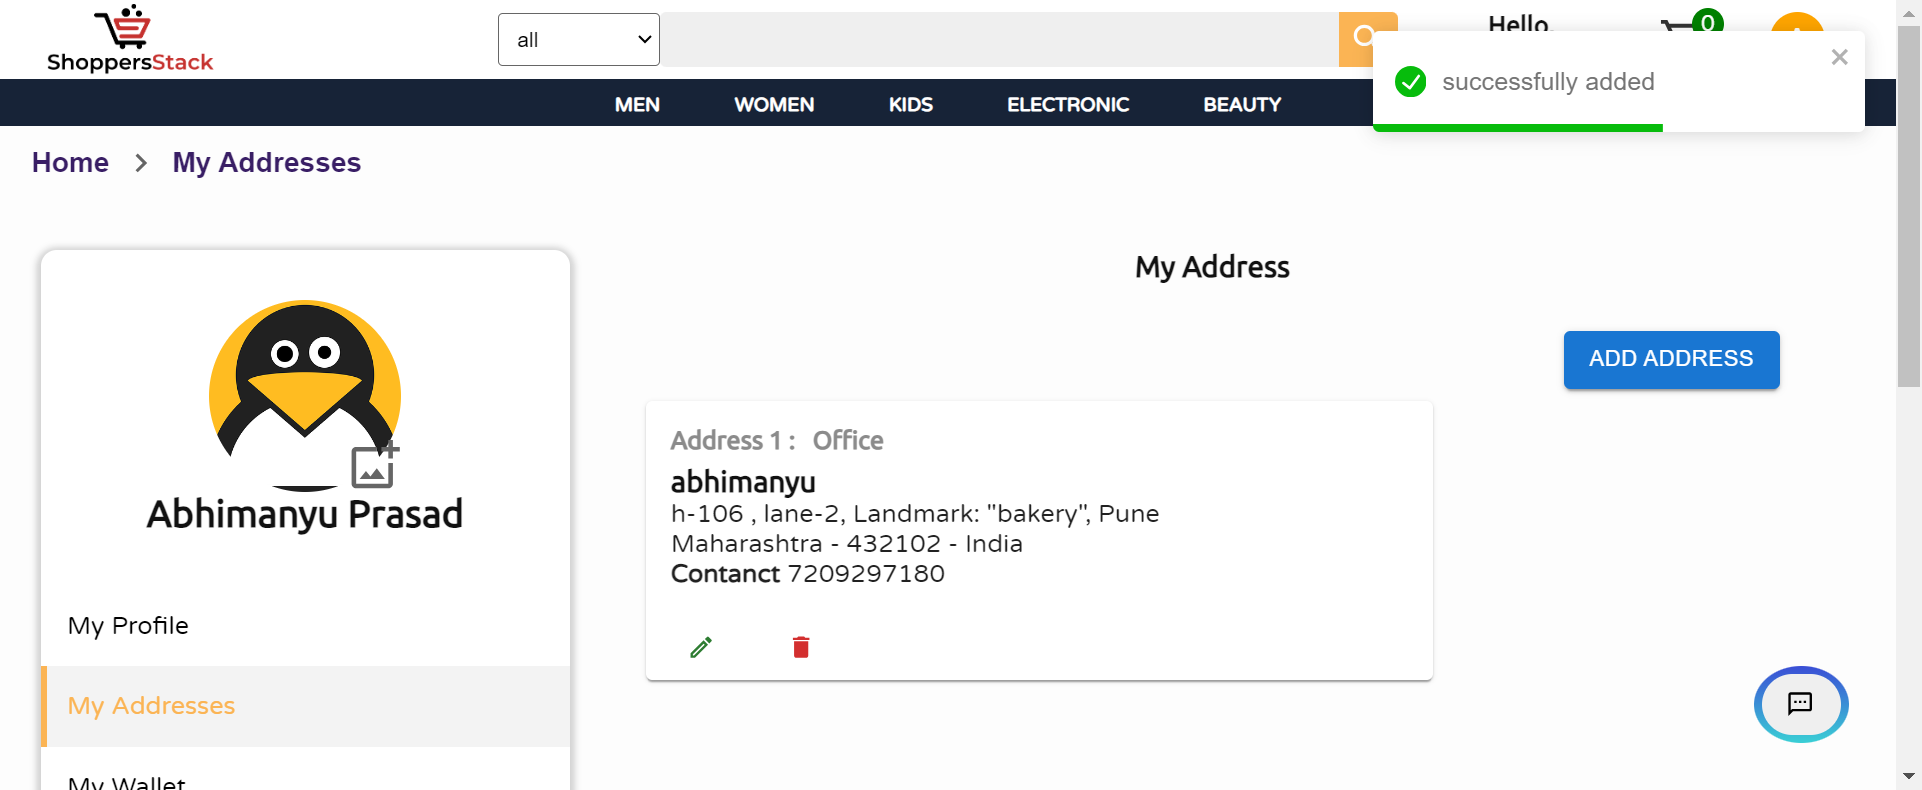 ShoppersStack
all
Hello,
0
successfully added
MEN WOMEN KIDS ELECTRONIC BEAUTY
Home > My Addresses
My Address
ADD ADDRESS
Abhimanyu Prasad
My Profile
My Addresses
My Wallet
Address 1 : Office
abhimanyu
h-106 , lane-2, Landmark: "bakery", Pune
Maharashtra - 432102 - India
Contanct 7209297180